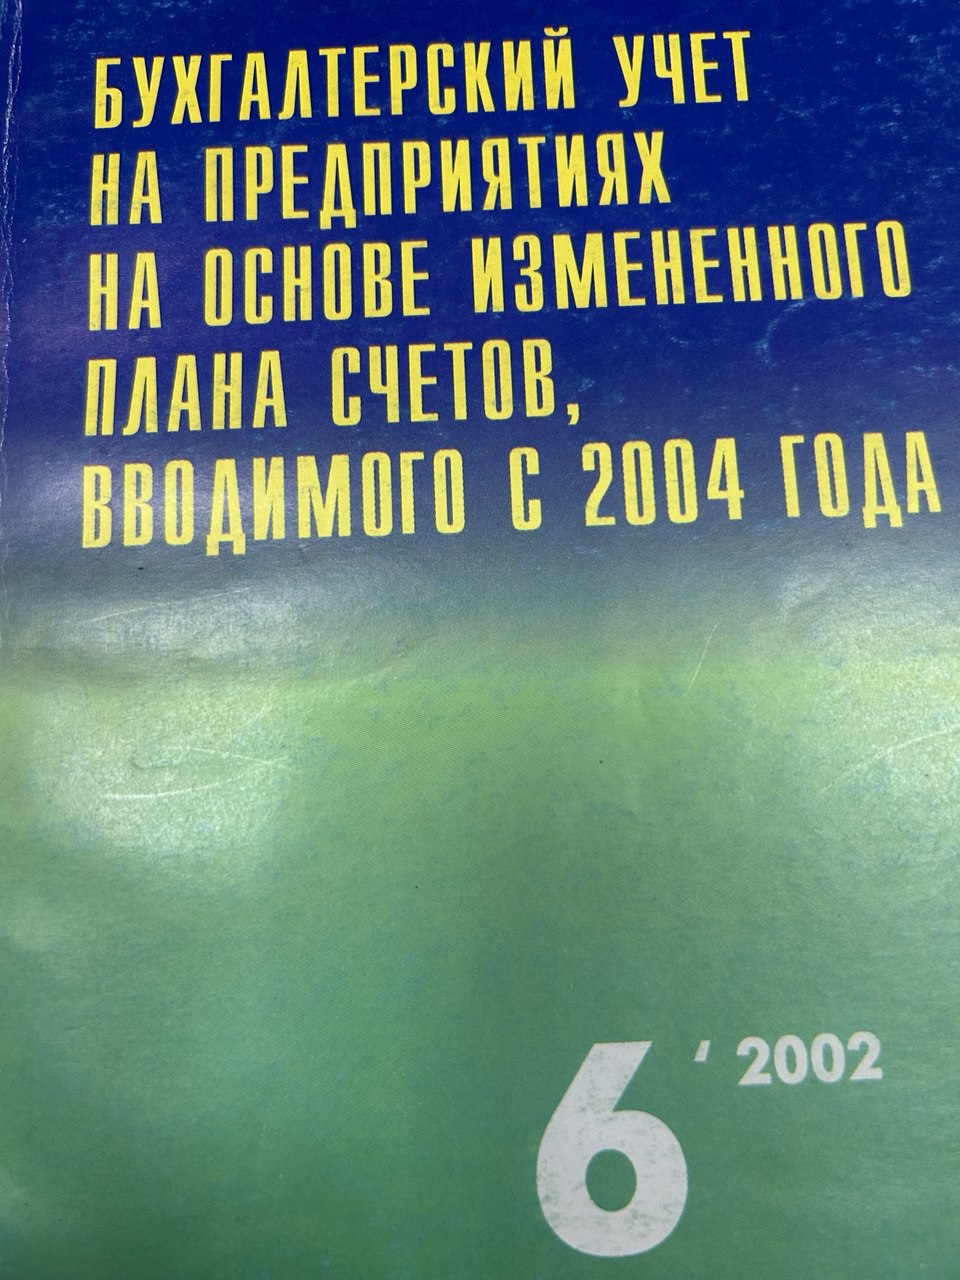 БУХГАЛТЕРСКИЙ УЧЕТ
НА ПРЕДПРИЯТИЯХ
НА ОСНОВЕ ИЗМЕНЕННОГО
ПЛАНА СЧЕТОВ,
ВВОДИМОГО С 2004 ГОДА
6 ' 2002